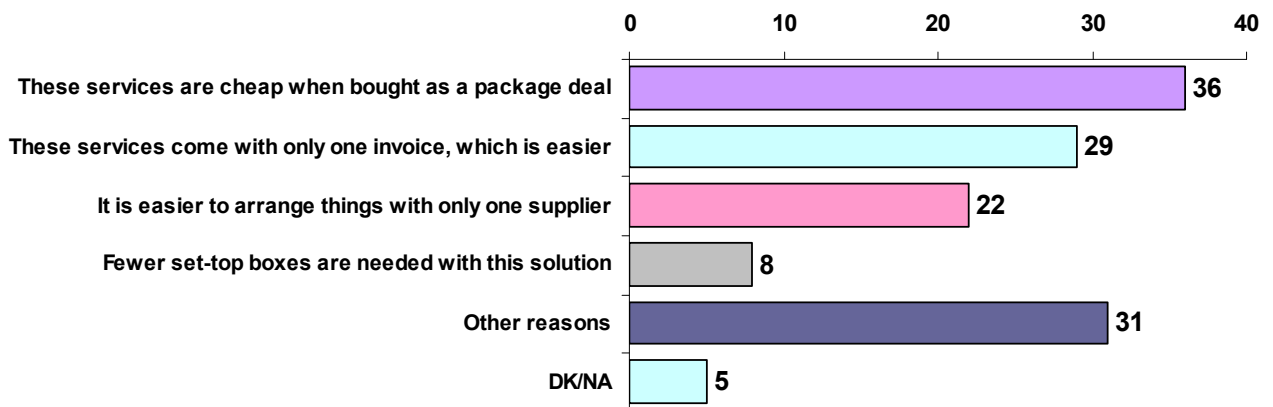 0 10 20 30 40
These services are cheap when bought as a package deal 36
These services come with only one invoice, which is easier 29
It is easier to arrange things with only one supplier 22
Fewer set-top boxes are needed with this solution 8
Other reasons 31
DK/NA 5